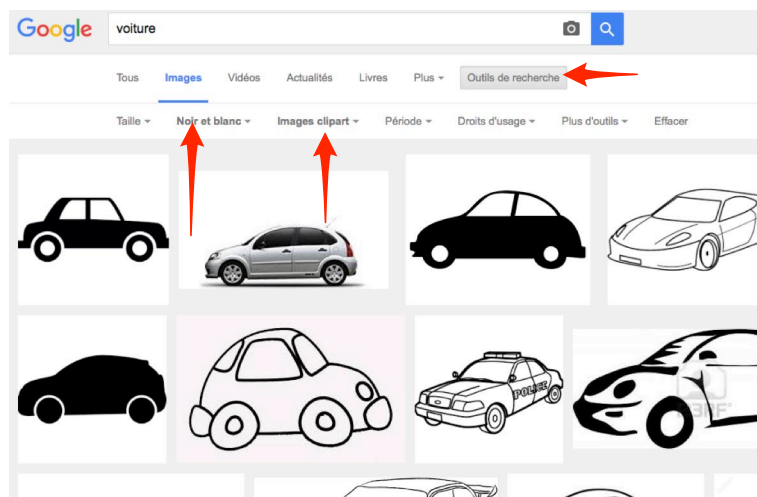 Google voiture
Tous Images Vidéos Actualités Livres Plus Outils de recherche
Taille Noir et blanc Images clipart Période Droits d'usage Plus d'outils Effacer
POLICE